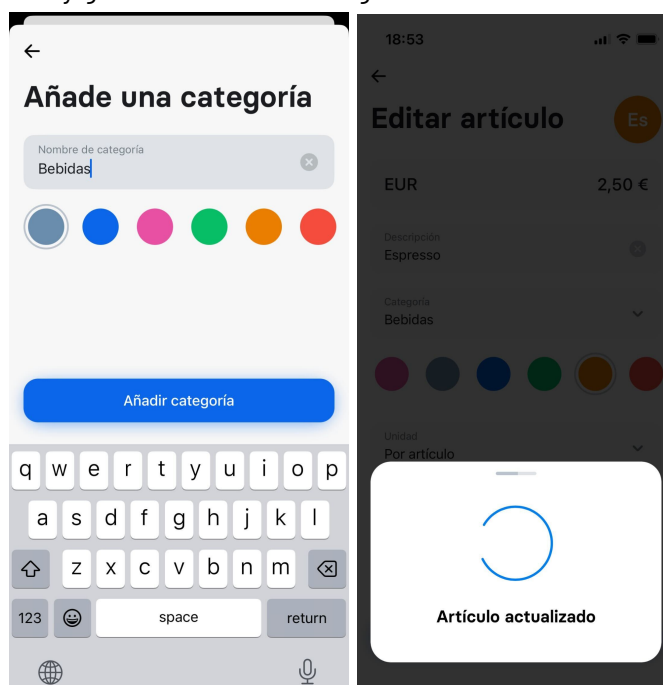 Añade una categoría
Nombre de categoría
Bebidas
Añadir categoría
q w e r t y u i o p
a s d f g h j k l
z x c v b n m
123 space return
18:53
Editar artículo
Es
EUR 2,50 €
Descripción
Espresso
Categoría
Bebidas
Unidad
Por artículo
Artículo actualizado